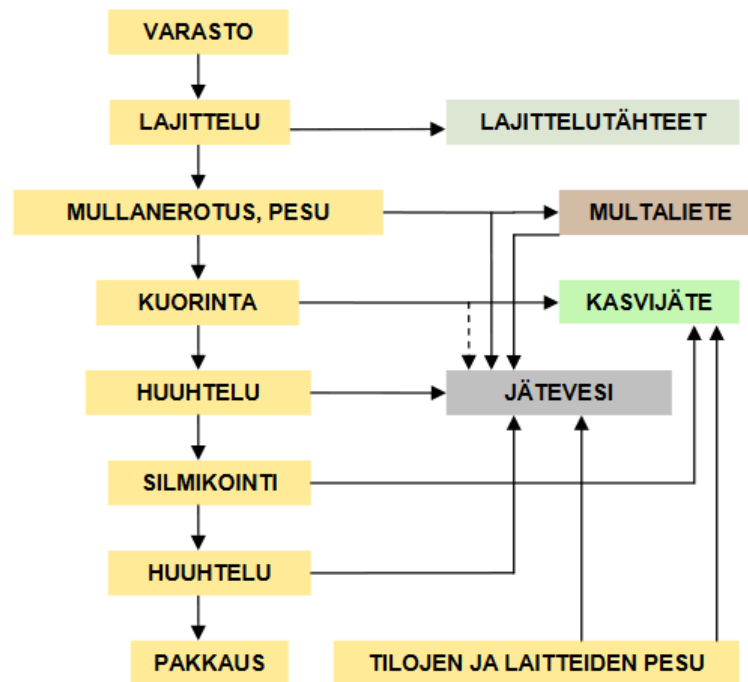 VARASTO
LAJITTELU
LAJITTELUTÄHTEET
MULLANEROTUS, PESU
MULTALIETE
KUORINTA
KASVIJÄTE
HUUHTELU
JÄTEVESI
SILMIKOINTI
HUUHTELU
PAKKAUS
TILOJEN JA LAITTEIDEN PESU